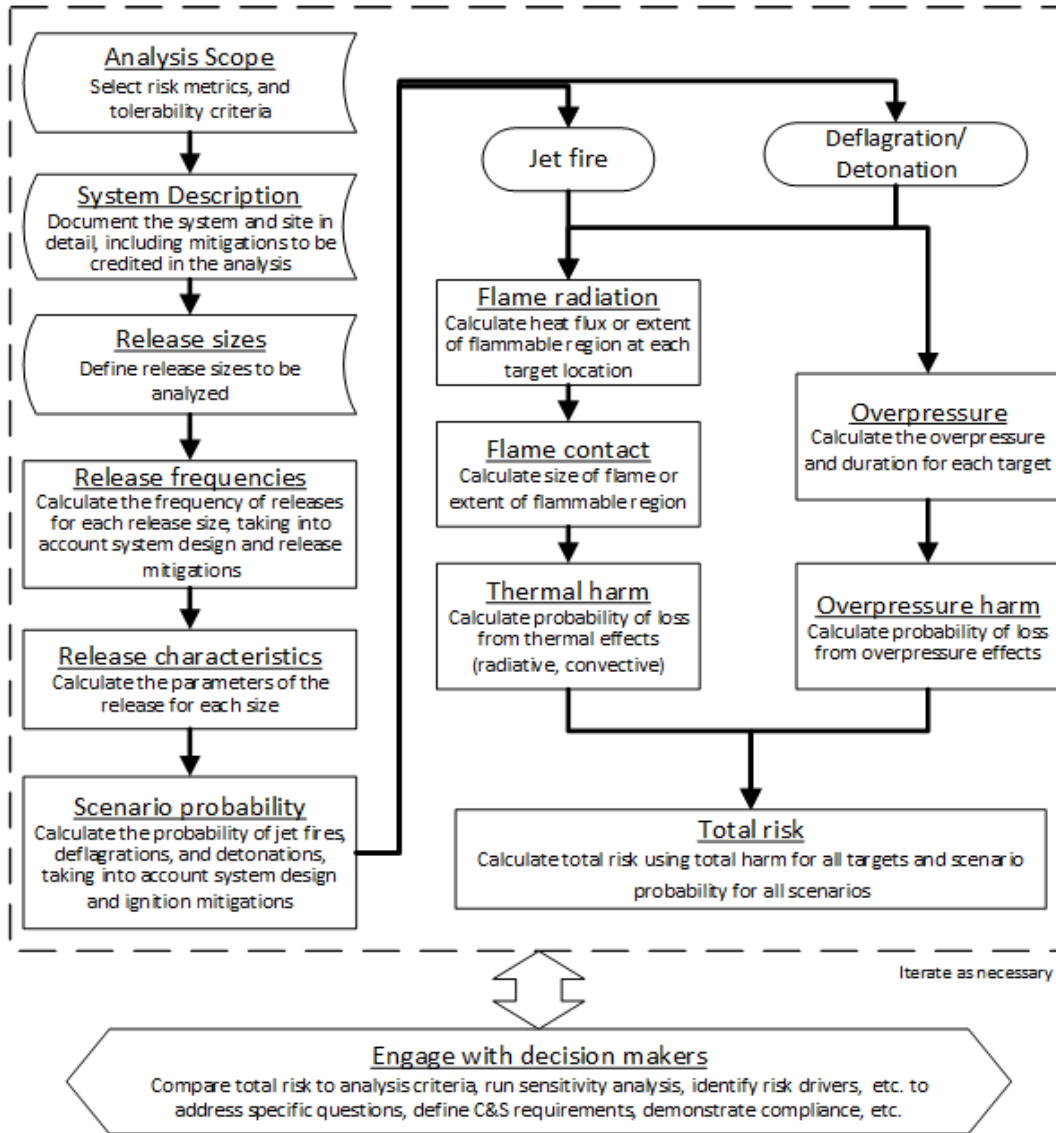 Analysis Scope
Select risk metrics, and
tolerability criteria
System Description
Document the system and site in
detail, including mitigations to be
credited in the analysis
Release sizes
Define release sizes to be
analyzed
Release frequencies
Calculate the frequency of releases
for each release size, taking into
account system design and release
mitigations
Release characteristics
Calculate the parameters of the
release for each size
Scenario probability
Calculate the probability of jet fires,
deflagrations, and detonations,
taking into account system design
and ignition mitigations
Jet fire
Deflagration/
Detonation
Flame radiation
Calculate heat flux or extent
of flammable region at each
target location
Flame contact
Calculate size of flame or
extent of flammable region
Thermal harm
Calculate probability of loss
from thermal effects
(radiative, convective)
Overpressure
Calculate the overpressure
and duration for each target
Overpressure harm
Calculate probability of loss
from overpressure effects
Total risk
Calculate total risk using total harm for all targets and scenario
probability for all scenarios
Iterate as necessary
Engage with decision makers
Compare total risk to analysis criteria, run sensitivity analysis, identify risk drivers, etc. to
address specific questions, define C&S requirements, demonstrate compliance, etc.